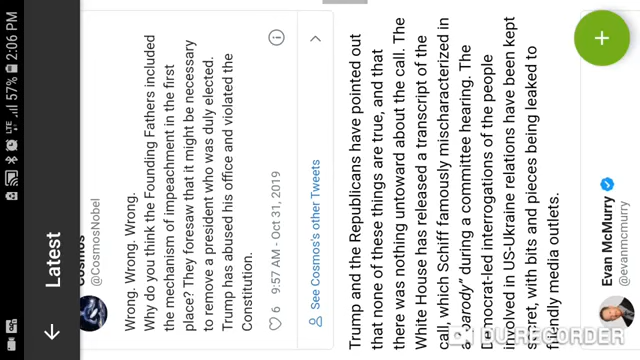 57% 2:06 PM
LTE
Latest
Cosmos
@CosmosNobel
Wrong. Wrong. Wrong.
Why do you think the Founding Fathers included
the mechanism of impeachment in the first
place? They foresaw that it might be necessary
to remove a president who was duly elected.
Trump has abused his office and violated the
Constitution.
6 9:57 AM - Oct 31, 2019
See Cosmos's other Tweets
Trump and the Republicans have pointed out
that none of these things are true, and that
there was nothing untoward about the call. The
White House has released a transcript of the
call, which Schiff famously mischaracterized in
a "parody" during a committee hearing. The
Democrat-led interrogations of the people
involved in US-Ukraine relations have been kept
secret, with bits and pieces being leaked to
friendly media outlets.
Evan McMurry
DU RECORDER